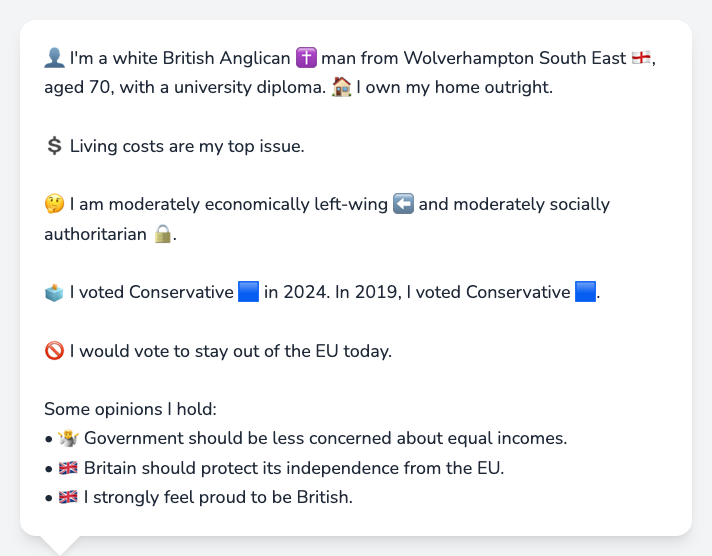 👤 I'm a white British Anglican ✝️ man from Wolverhampton South East 🏴󠁧󠁢󠁥󠁮󠁧󠁿,
aged 70, with a university diploma. 🏠 I own my home outright.
💲 Living costs are my top issue.
🤔 I am moderately economically left-wing ⬅️ and moderately socially
authoritarian 🔒.
🗳️ I voted Conservative 🟦 in 2024. In 2019, I voted Conservative 🟦.
🚫 I would vote to stay out of the EU today.
Some opinions I hold:
• 🤷 Government should be less concerned about equal incomes.
• 🇬🇧 Britain should protect its independence from the EU.
• 🇬🇧 I strongly feel proud to be British.